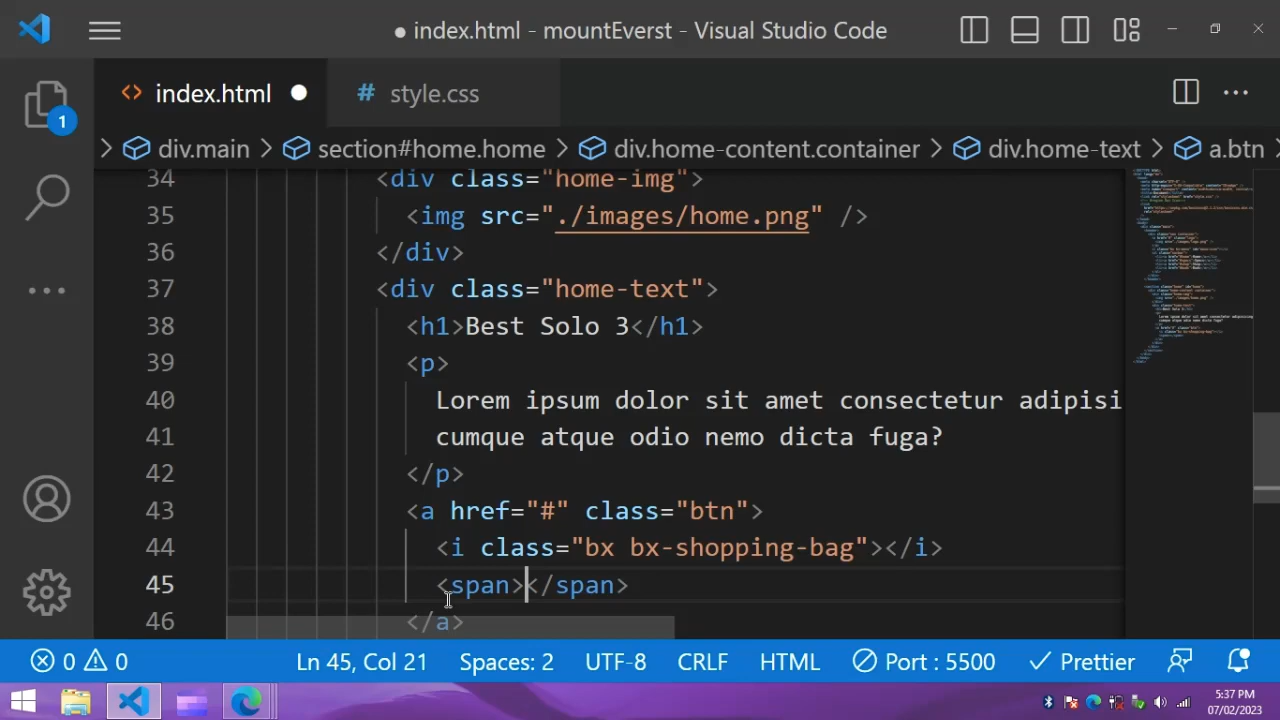 ● index.html - mountEverst - Visual Studio Code
index.html ● # style.css
1
> div.main > section#home.home > div.home-content.container > div.home-text > a.btn
34 <div class="home-img">
35 <img src="./images/home.png" />
36 </div>
37 <div class="home-text">
38 <h1>Best Solo 3</h1>
39 <p>
40 Lorem ipsum dolor sit amet consectetur adipisi
41 cumque atque odio nemo dicta fuga?
42 </p>
43 <a href="#" class="btn">
44 <i class="bx bx-shopping-bag"></i>
45 <span></span>
46 </a>
0 0 Ln 45, Col 21 Spaces: 2 UTF-8 CRLF HTML Port : 5500 Prettier
5:37 PM
07/02/2023